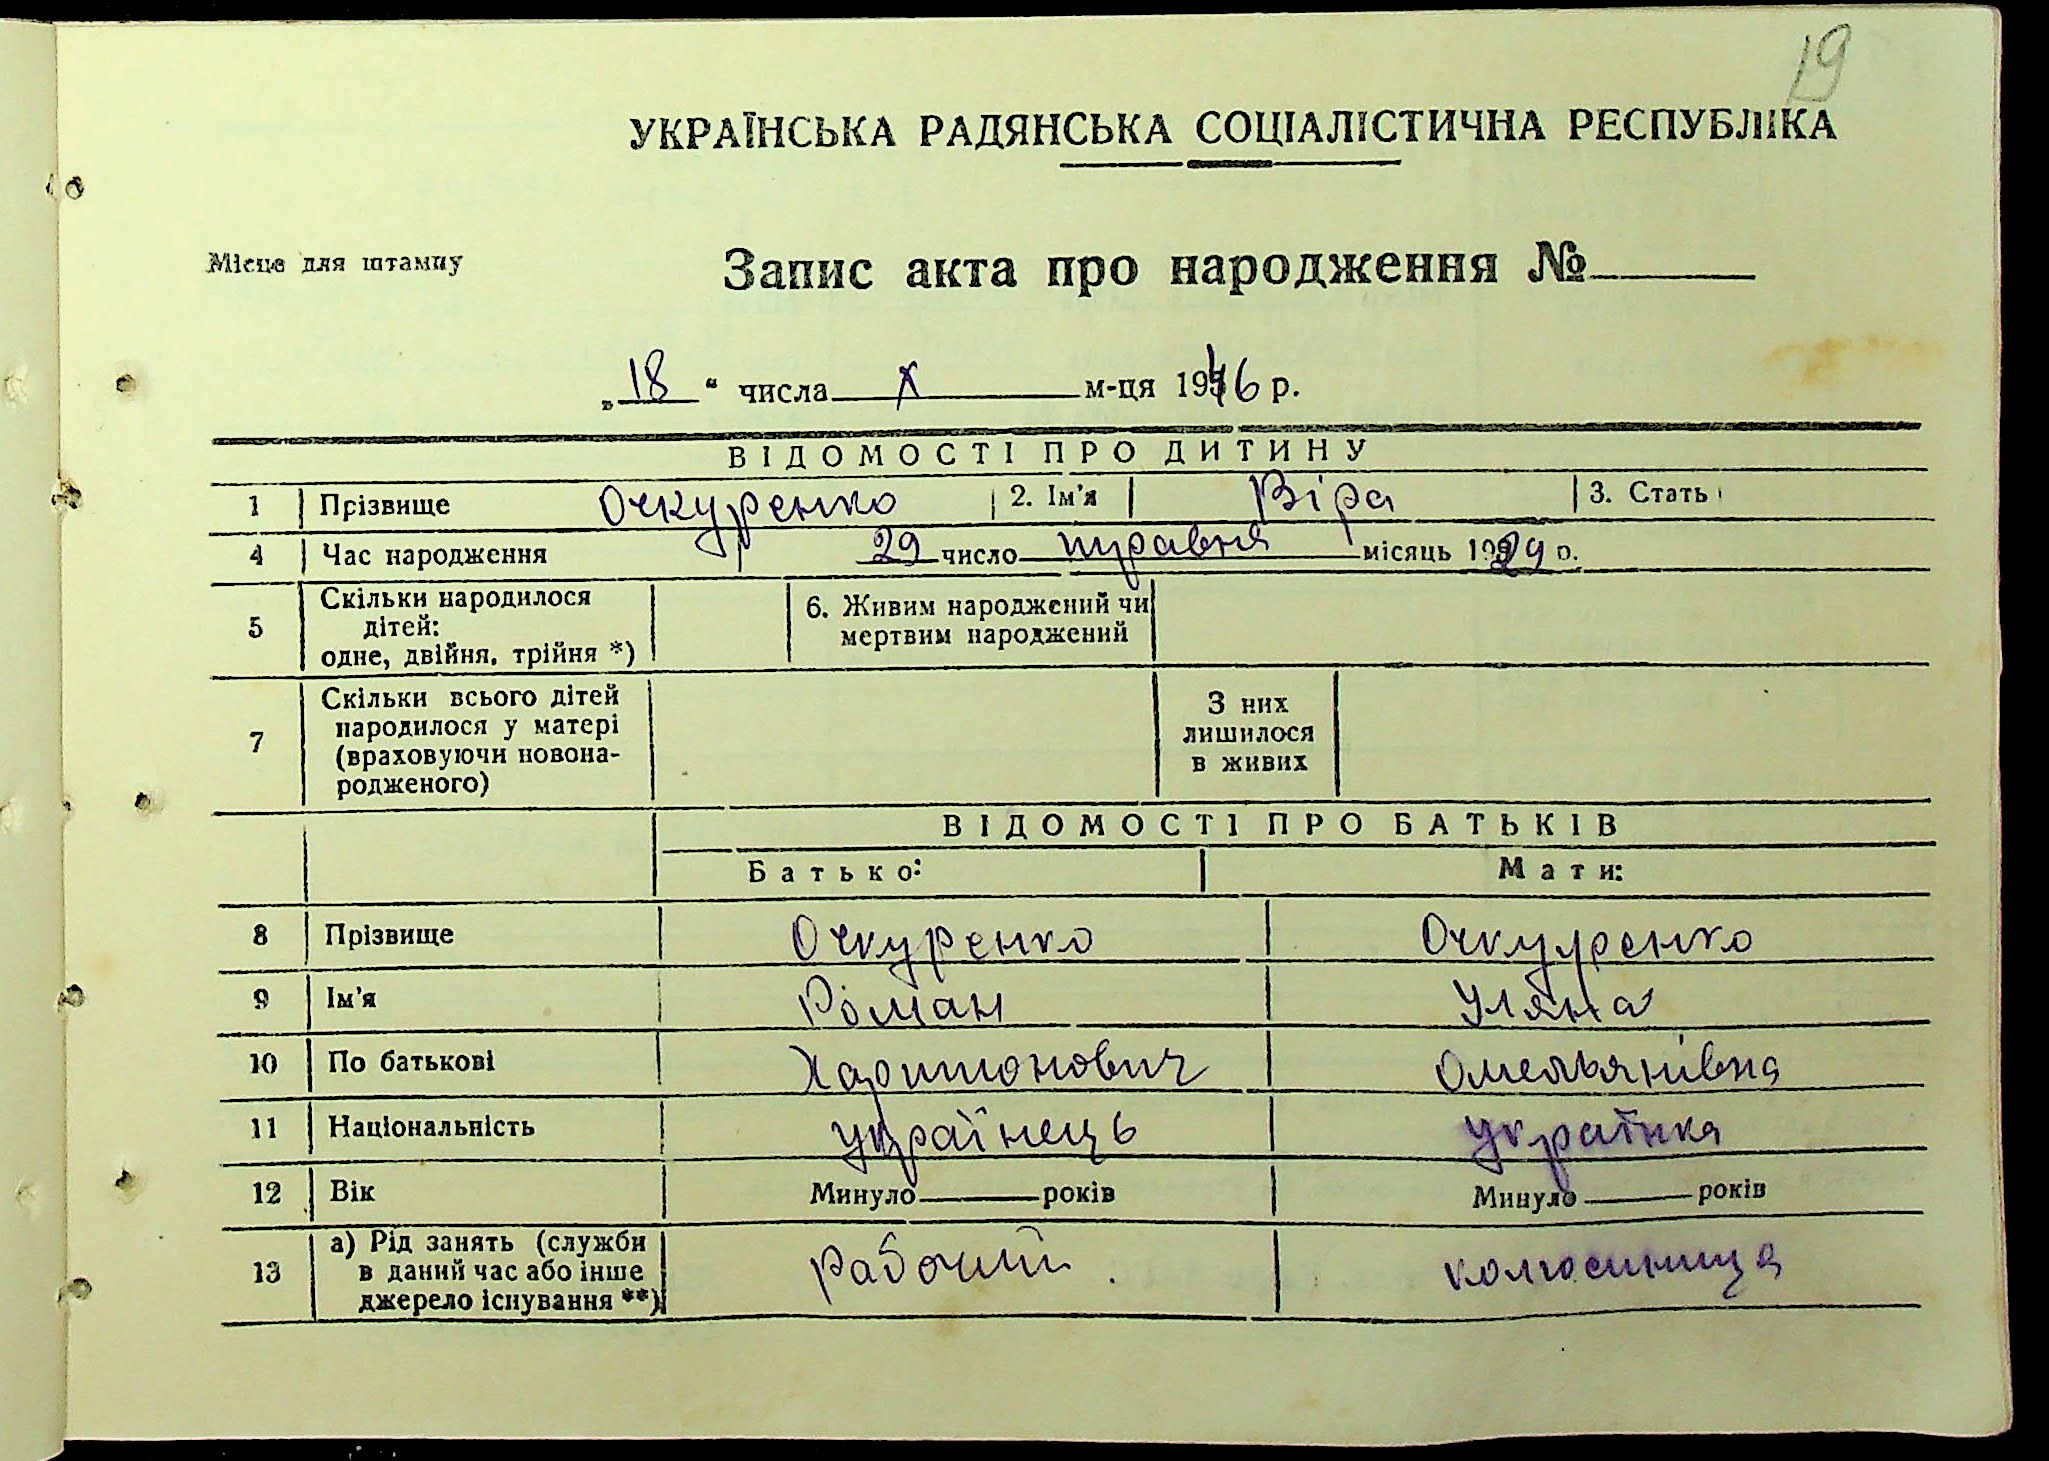 19
УКРАЇНСЬКА РАДЯНСЬКА СОЦІАЛІСТИЧНА РЕСПУБЛІКА
Місце для штампу
Запис акта про народження №
„18“ числа X м-ця 1946 р.
ВІДОМОСТІ ПРО ДИТИНУ
1 Прізвище Очкуренко 2. Ім'я Віра 3. Стать
4 Час народження 29 число травня місяць 1929 р.
5 Скільки народилося дітей: одне, двійня, трійня *) 6. Живим народжений чи мертвим народжений
7 Скільки всього дітей народилося у матері (враховуючи новона-родженого) З них лишилося в живих
ВІДОМОСТІ ПРО БАТЬКІВ
Батько: Мати:
8 Прізвище Очкуренко Очкуренко
9 Ім'я Роман Уляна
10 По батькові Харитонович Омельянівна
11 Національність українець українка
12 Вік Минуло років Минуло років
13 а) Рід занять (служби в даний час або інше джерело існування **) рабочий колгосиница